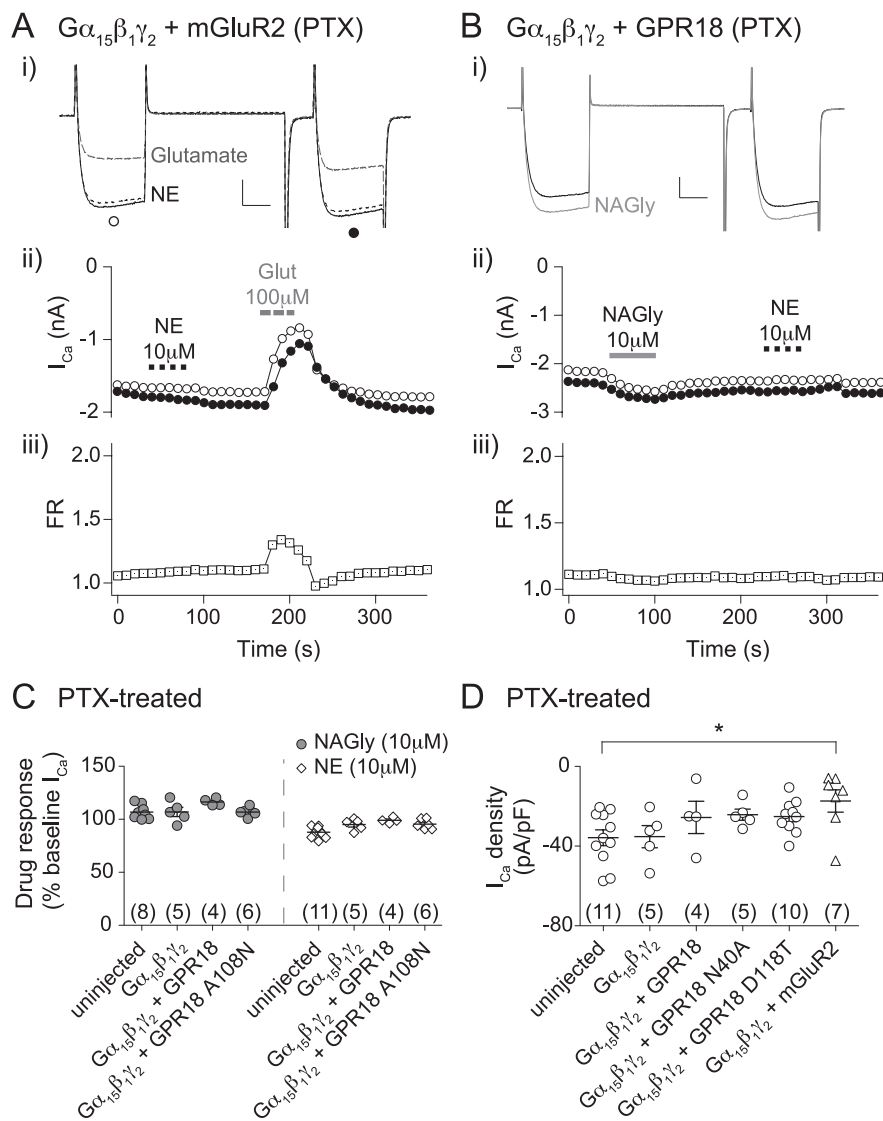 A Gα₁₅β₁γ₂ + mGluR2 (PTX)
i)
Glutamate
NE
ii)
0
-1
-2
I_Ca (nA)
NE
10μM
Glut
100μM
iii)
2.0
1.5
1.0
FR
0 100 200 300
Time (s)
B Gα₁₅β₁γ₂ + GPR18 (PTX)
i)
NAGly
ii)
0
-1
-2
-3
I_Ca (nA)
NAGly
10μM
NE
10μM
iii)
2.0
1.5
1.0
FR
0 100 200 300
Time (s)
C PTX-treated
NAGly (10μM)
NE (10μM)
150
100
50
0
Drug response
(% baseline I_Ca)
(8) (5) (4) (6) (11) (5) (4) (6)
uninjected
Gα₁₅β₁γ₂
Gα₁₅β₁γ₂ + GPR18
Gα₁₅β₁γ₂ + GPR18 A108N
uninjected
Gα₁₅β₁γ₂
Gα₁₅β₁γ₂ + GPR18
Gα₁₅β₁γ₂ + GPR18 A108N
D PTX-treated
*
0
-40
-80
I_Ca density
(pA/pF)
(11) (5) (4) (5) (10) (7)
uninjected
Gα₁₅β₁γ₂
Gα₁₅β₁γ₂ + GPR18
Gα₁₅β₁γ₂ + GPR18 N40A
Gα₁₅β₁γ₂ + GPR18 D118T
Gα₁₅β₁γ₂ + mGluR2